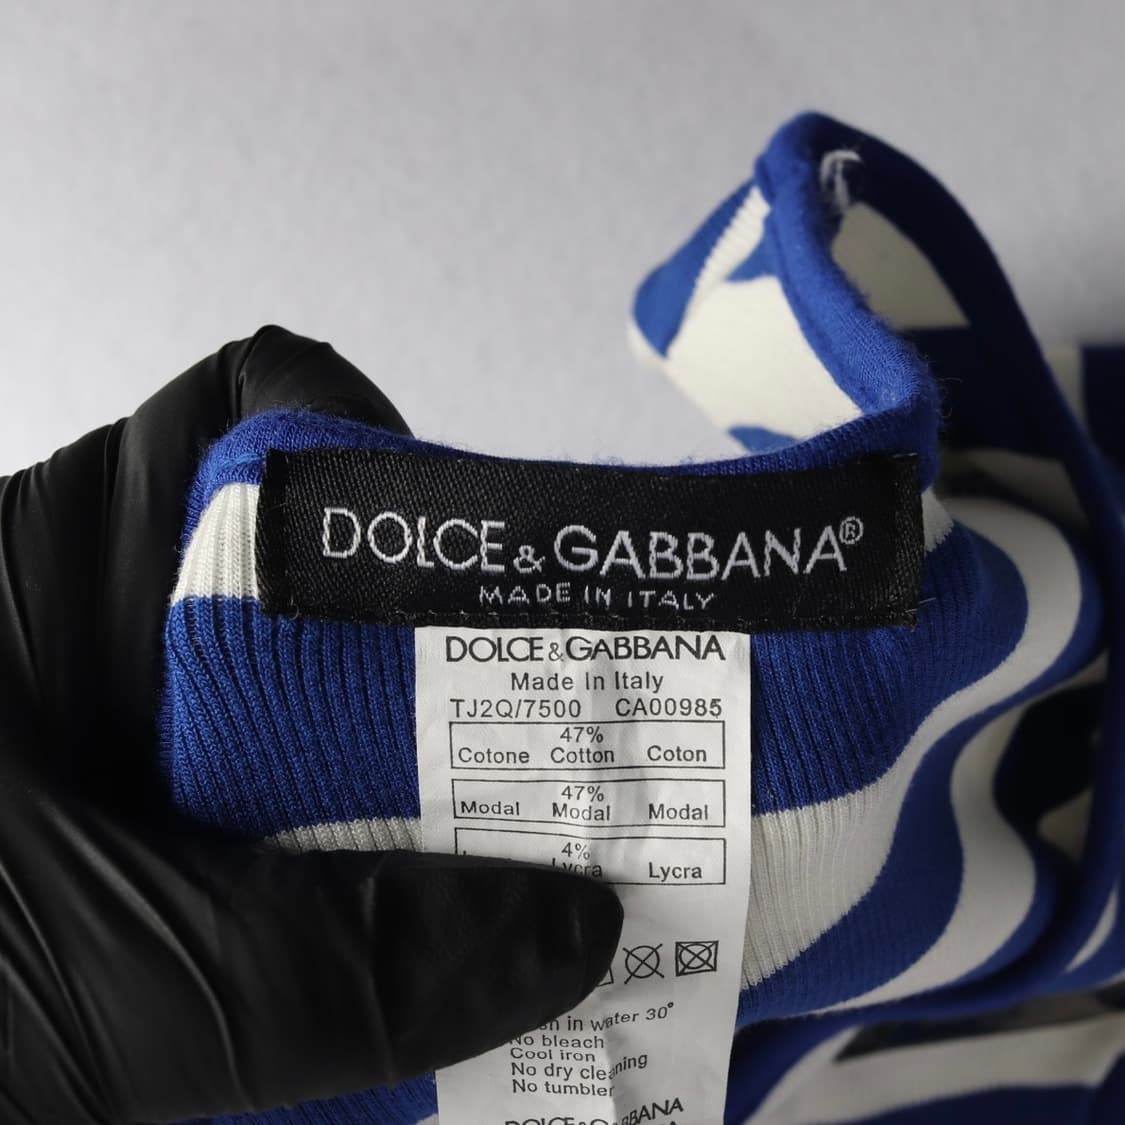 DOLCE & GABBANA®
MADE IN ITALY
DOLCE & GABBANA
Made In Italy
TJ2Q/7500 CA00985
47%
Cotone Cotton Coton
47%
Modal Modal Modal
4%
Lycra Lycra
in water 30°
No bleach
Cool iron
No dry cleaning
No tumbler
DOLCE & GABBANA